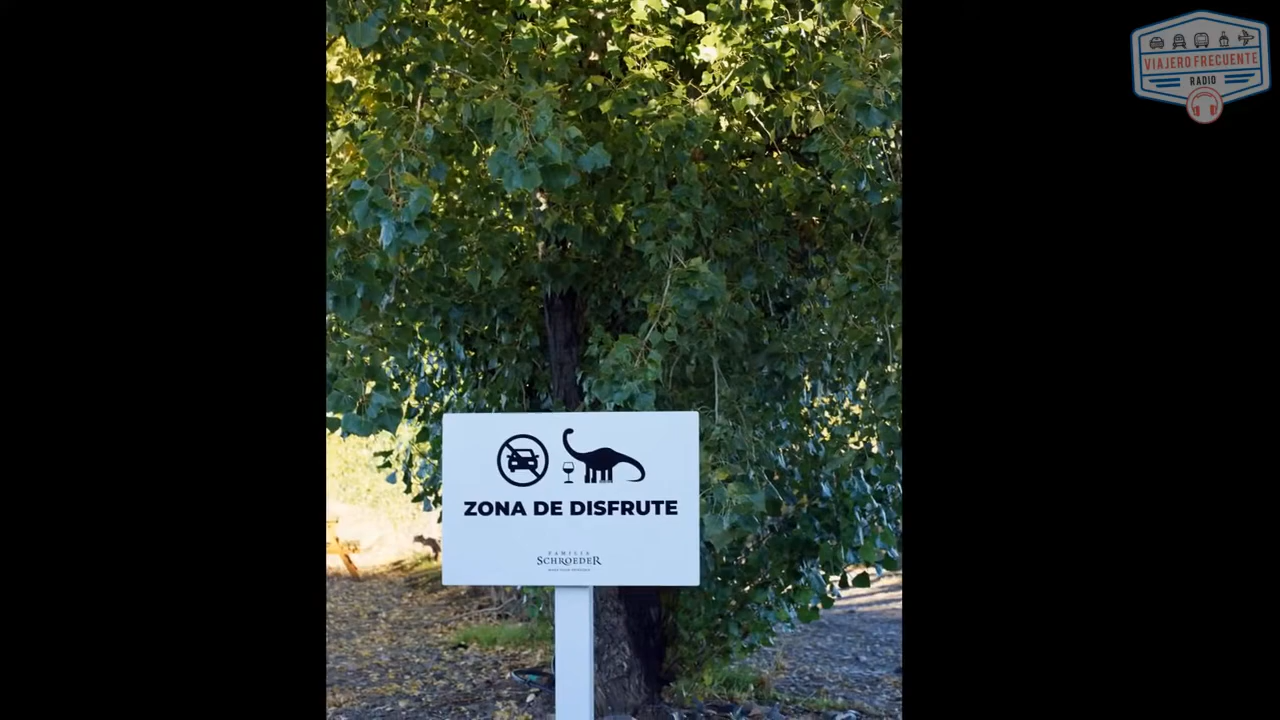 VIAJERO FRECUENTE
RADIO
ZONA DE DISFRUTE
FAMILIA
SCHROEDER